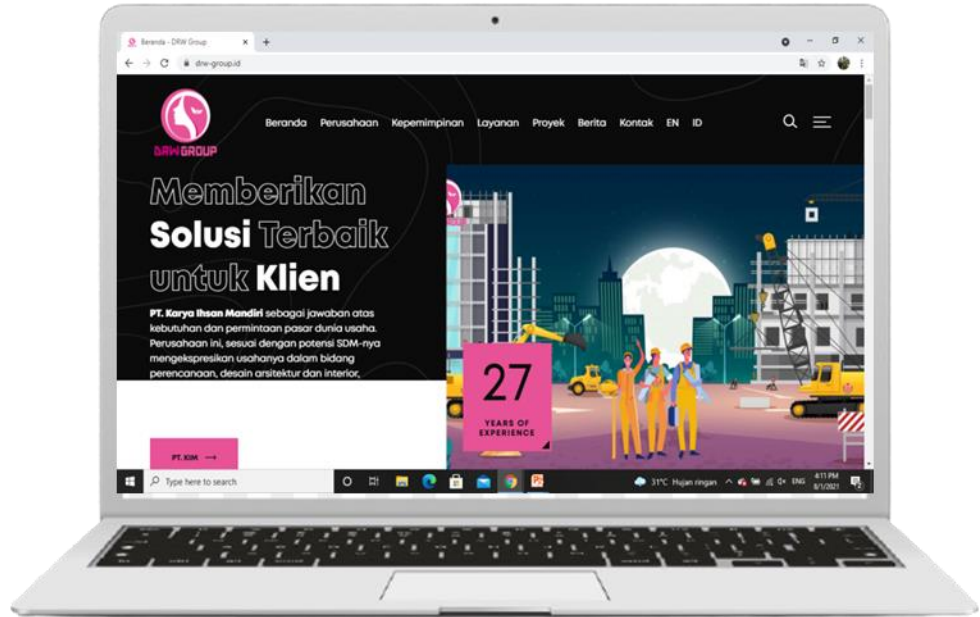 Beranda - DRW Group
drw-group.id
DRW GROUP
Beranda Perusahaan Kepemimpinan Layanan Proyek Berita Kontak EN ID
Memberikan
Solusi Terbaik
untuk Klien
PT. Karya Ihsan Mandiri sebagai jawaban atas
kebutuhan dan permintaan pasar dunia usaha.
Perusahaan ini, sesuai dengan potensi SDM-nya
mengekspresikan usahanya dalam bidang
perencanaan, desain arsitektur dan interior,
27
YEARS OF
EXPERIENCE
PT. KIM
Type here to search
31°C Hujan ringan
ENG
4:11 PM
8/1/2021